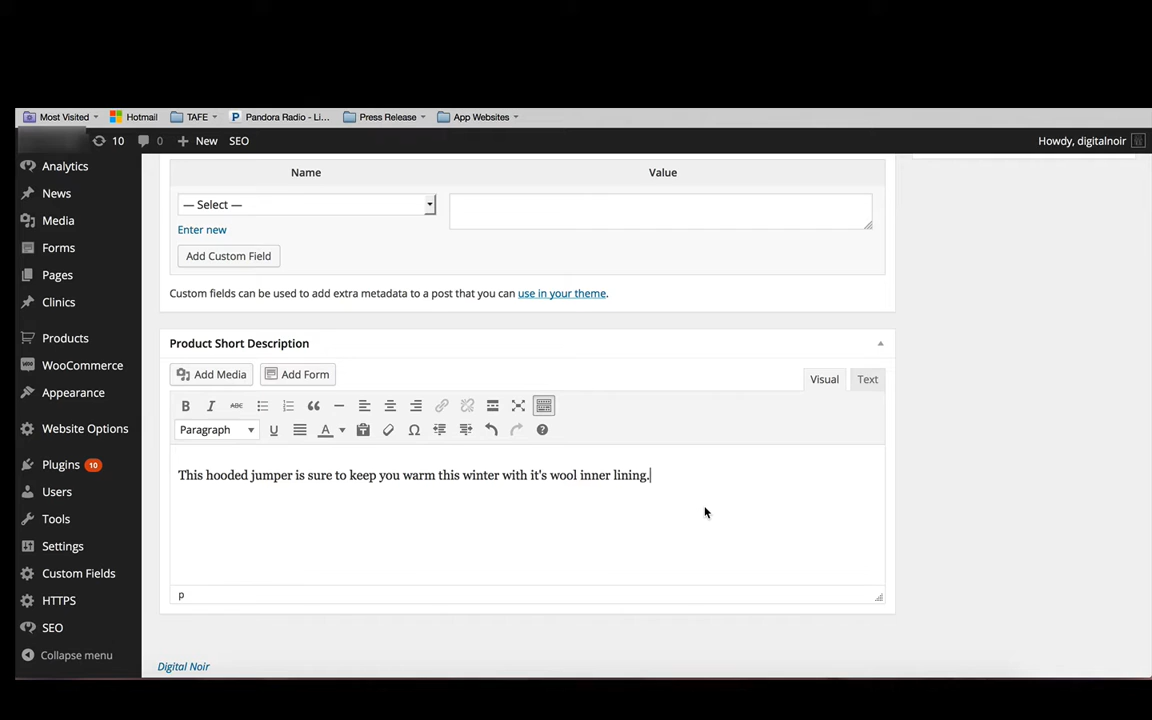 Most Visited Hotmail TAFE Pandora Radio - Li... Press Release App Websites
10 0 New SEO Howdy, digitalnoir
Analytics
News
Media
Forms
Pages
Clinics
Products
WooCommerce
Appearance
Website Options
Plugins 10
Users
Tools
Settings
Custom Fields
HTTPS
SEO
Collapse menu
Name Value
— Select —
Enter new
Add Custom Field
Custom fields can be used to add extra metadata to a post that you can use in your theme.
Product Short Description
Add Media Add Form Visual Text
B I ABC
Paragraph U A Ω
This hooded jumper is sure to keep you warm this winter with it's wool inner lining.
p
Digital Noir